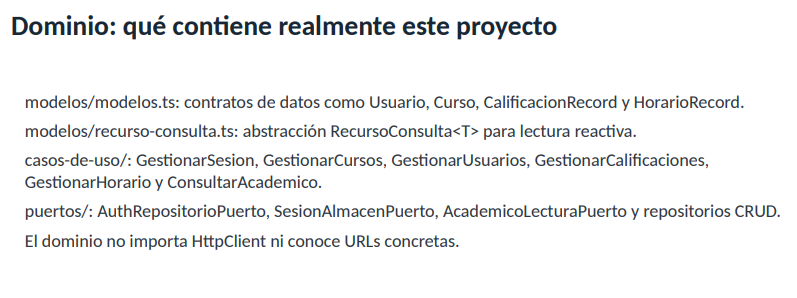 Dominio: qué contiene realmente este proyecto
modelos/modelos.ts: contratos de datos como Usuario, Curso, CalificacionRecord y HorarioRecord.
modelos/recurso-consulta.ts: abstracción RecursoConsulta<T> para lectura reactiva.
casos-de-uso/: GestionarSesion, GestionarCursos, GestionarUsuarios, GestionarCalificaciones,
GestionarHorario y ConsultarAcademico.
puertos/: AuthRepositorioPuerto, SesionAlmacenPuerto, AcademicoLecturaPuerto y repositorios CRUD.
El dominio no importa HttpClient ni conoce URLs concretas.